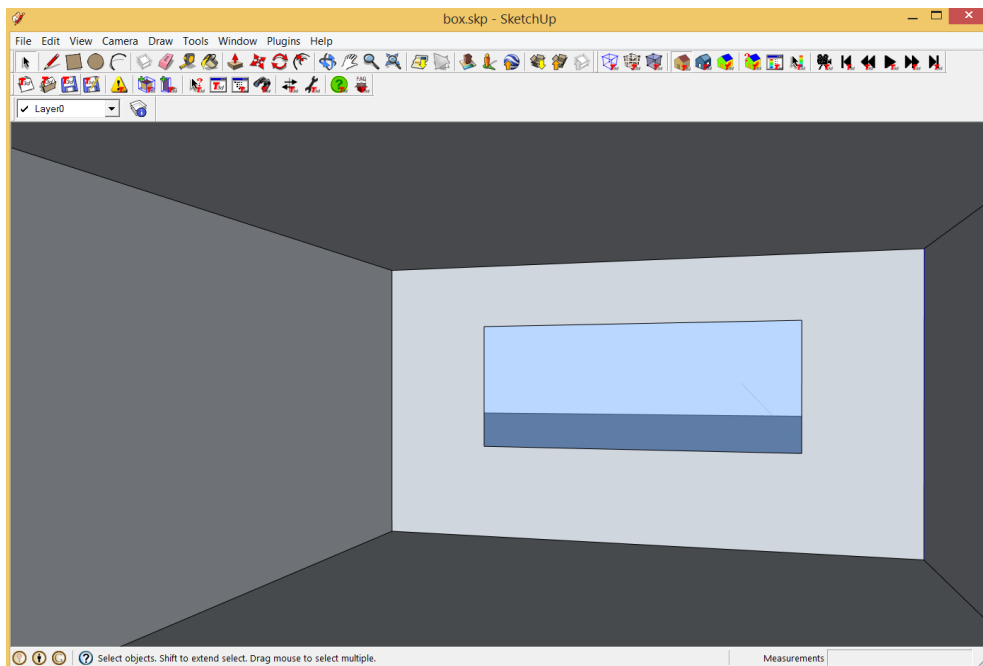 box.skp - SketchUp
File Edit View Camera Draw Tools Window Plugins Help
FAQ
Layer0
Select objects. Shift to extend select. Drag mouse to select multiple.
Measurements